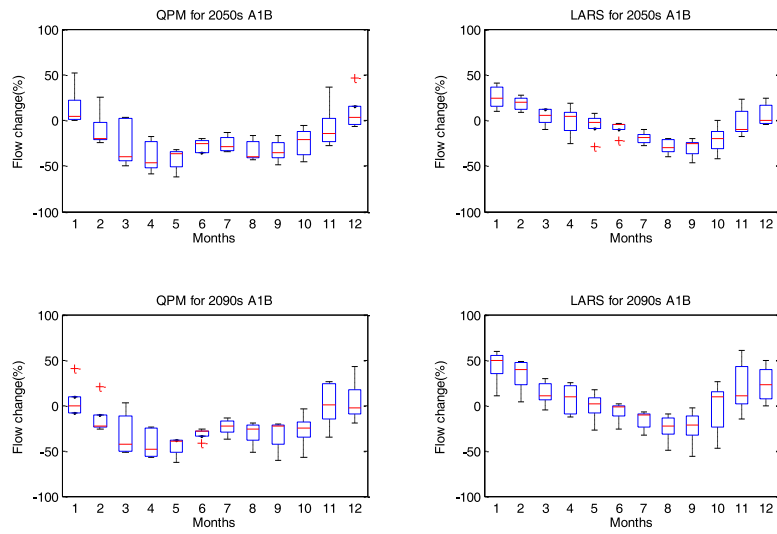 QPM for 2050s A1B
100
50
0
-50
-100
Flow change(%)
1 2 3 4 5 6 7 8 9 10 11 12
Months
LARS for 2050s A1B
100
50
0
-50
-100
Flow change(%)
1 2 3 4 5 6 7 8 9 10 11 12
Months
QPM for 2090s A1B
100
50
0
-50
-100
Flow change(%)
1 2 3 4 5 6 7 8 9 10 11 12
Months
LARS for 2090s A1B
100
50
0
-50
-100
Flow change(%)
1 2 3 4 5 6 7 8 9 10 11 12
Months